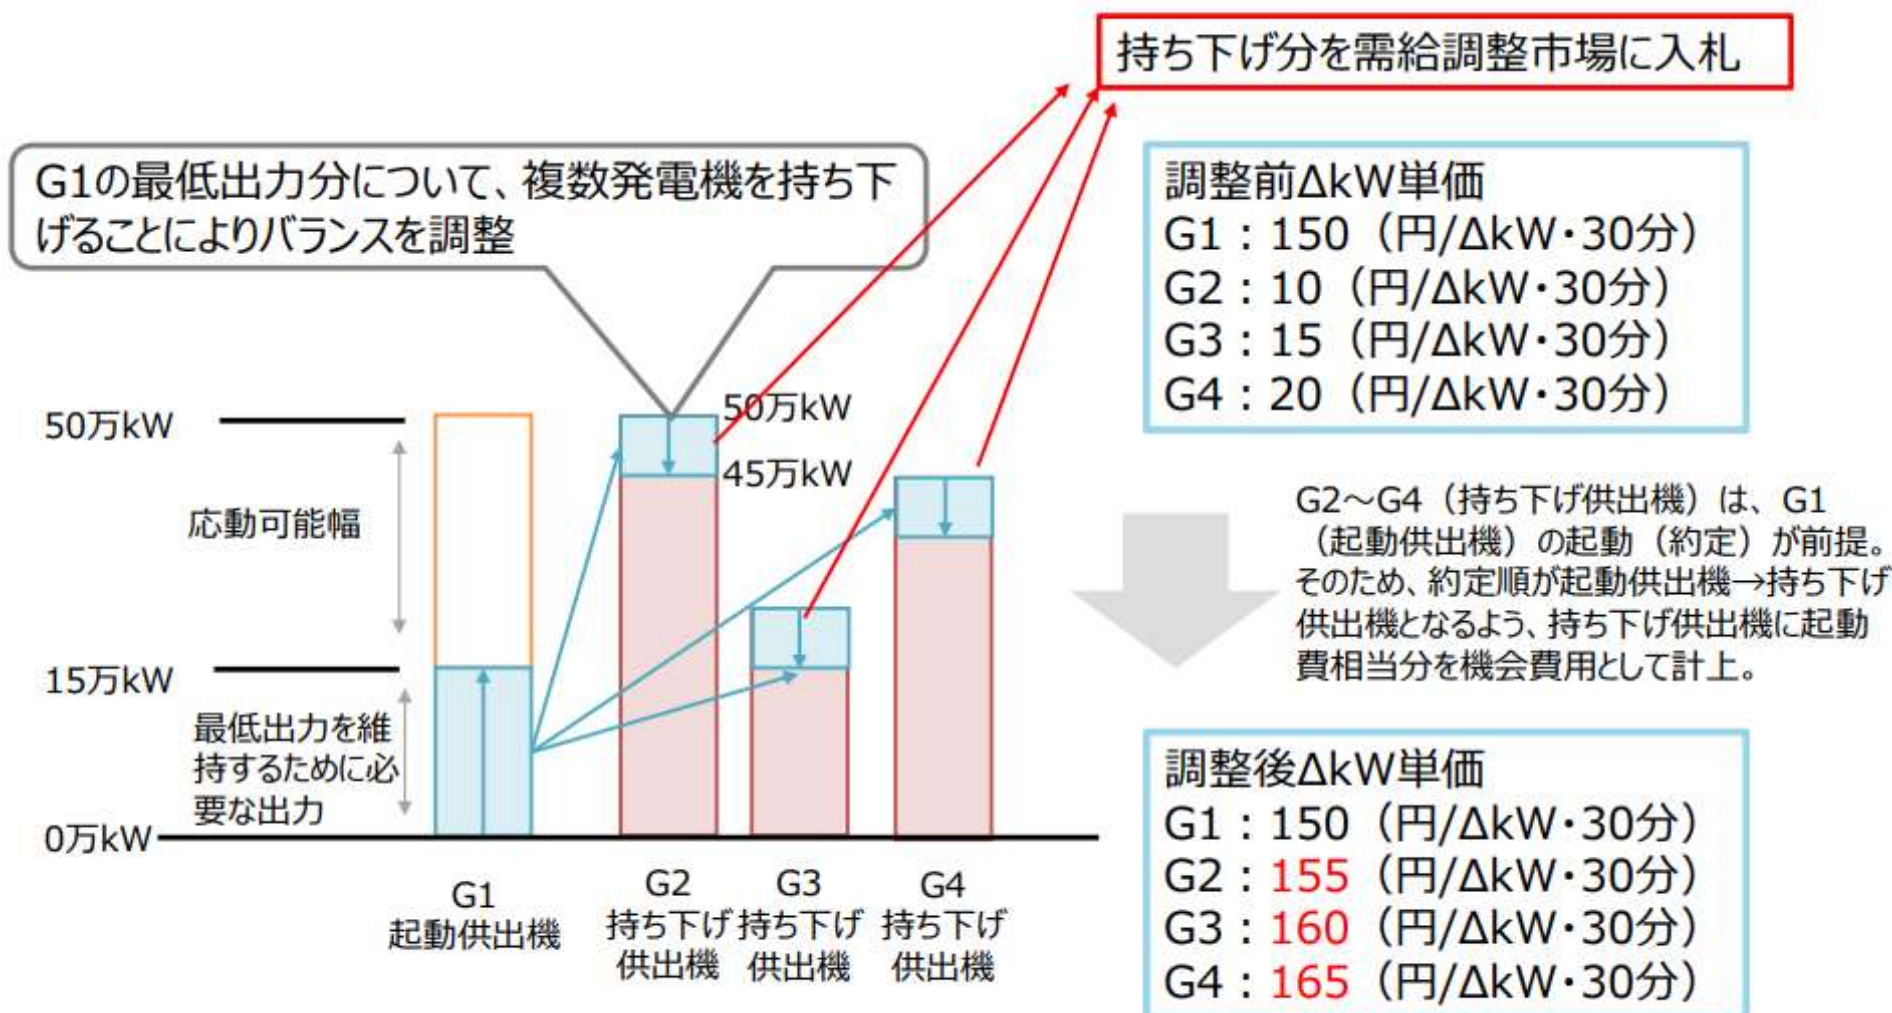 持ち下げ分を需給調整市場に入札
G1の最低出力分について、複数発電機を持ち下
げることによりバランスを調整
調整前ΔkW単価
G1：150（円/ΔkW・30分）
G2：10（円/ΔkW・30分）
G3：15（円/ΔkW・30分）
G4：20（円/ΔkW・30分）
50万kW
50万kW
45万kW
応動可能幅
15万kW
最低出力を維
持するために必
要な出力
0万kW
G1
起動供出機
G2
持ち下げ
供出機
G3
持ち下げ
供出機
G4
持ち下げ
供出機
G2～G4（持ち下げ供出機）は、G1
（起動供出機）の起動（約定）が前提。
そのため、約定順が起動供出機→持ち下げ
供出機となるよう、持ち下げ供出機に起動
費相当分を機会費用として計上。
調整後ΔkW単価
G1：150（円/ΔkW・30分）
G2：155（円/ΔkW・30分）
G3：160（円/ΔkW・30分）
G4：165（円/ΔkW・30分）